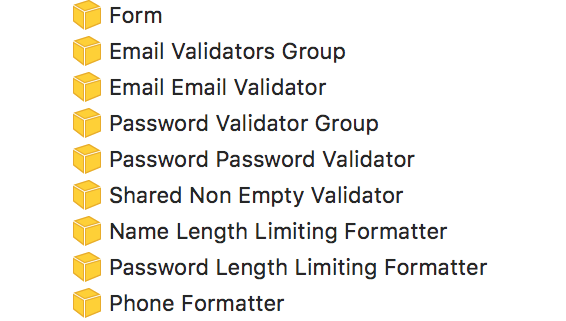 Form
Email Validators Group
Email Email Validator
Password Validator Group
Password Password Validator
Shared Non Empty Validator
Name Length Limiting Formatter
Password Length Limiting Formatter
Phone Formatter